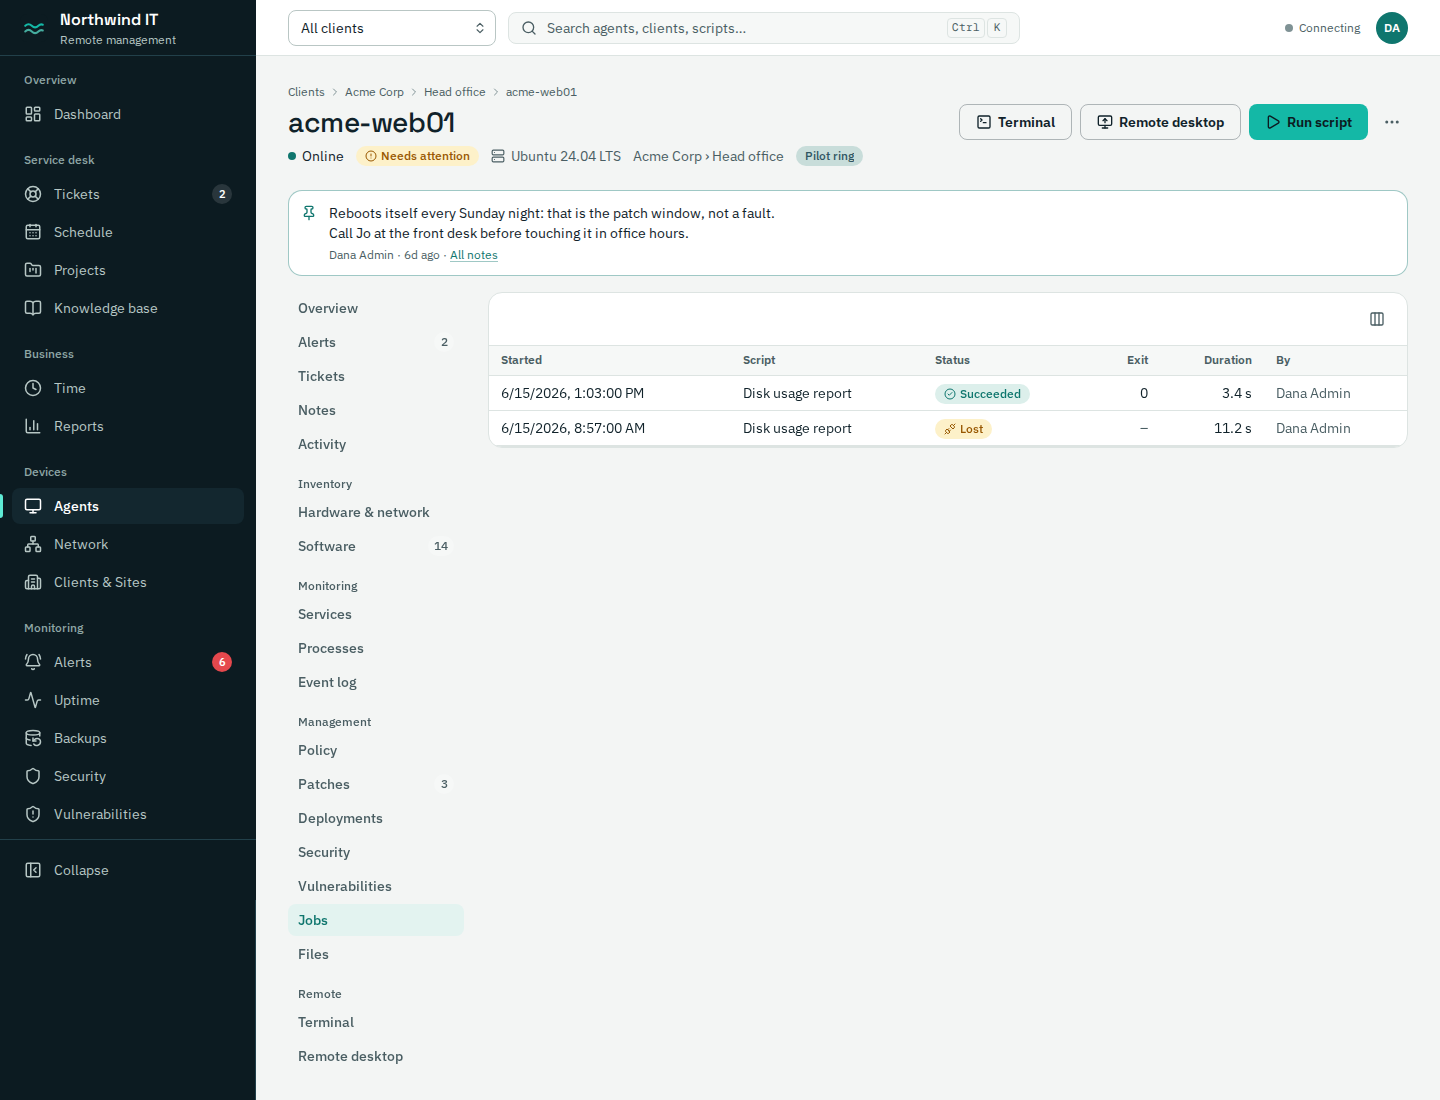 Northwind IT
Remote management
Overview
Dashboard
Service desk
Tickets 2
Schedule
Projects
Knowledge base
Business
Time
Reports
Devices
Agents
Network
Clients & Sites
Monitoring
Alerts 6
Uptime
Backups
Security
Vulnerabilities
Collapse
All clients
Search agents, clients, scripts... Ctrl K
Connecting DA
Clients > Acme Corp > Head office > acme-web01
acme-web01
Terminal
Remote desktop
Run script
Online Needs attention Ubuntu 24.04 LTS Acme Corp › Head office Pilot ring
Reboots itself every Sunday night: that is the patch window, not a fault.
Call Jo at the front desk before touching it in office hours.
Dana Admin · 6d ago · All notes
Overview
Alerts 2
Tickets
Notes
Activity
Inventory
Hardware & network
Software 14
Monitoring
Services
Processes
Event log
Management
Policy
Patches 3
Deployments
Security
Vulnerabilities
Jobs
Files
Remote
Terminal
Remote desktop
Started Script Status Exit Duration By
6/15/2026, 1:03:00 PM Disk usage report Succeeded 0 3.4 s Dana Admin
6/15/2026, 8:57:00 AM Disk usage report Lost – 11.2 s Dana Admin